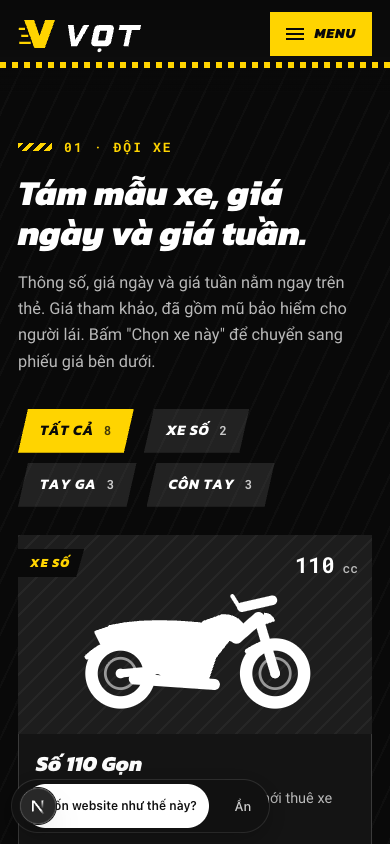 VỌT
MENU
01 · ĐỘI XE
Tám mẫu xe, giá
ngày và giá tuần.
Thông số, giá ngày và giá tuần nằm ngay trên
thẻ. Giá tham khảo, đã gồm mũ bảo hiểm cho
người lái. Bấm "Chọn xe này" để chuyển sang
phiếu giá bên dưới.
TẤT CẢ 8
XE SỐ 2
TAY GA 3
CÔN TAY 3
XE SỐ
110 cc
Số 110 Gọn
thuê xe
N
website như thế này?
Ẩn